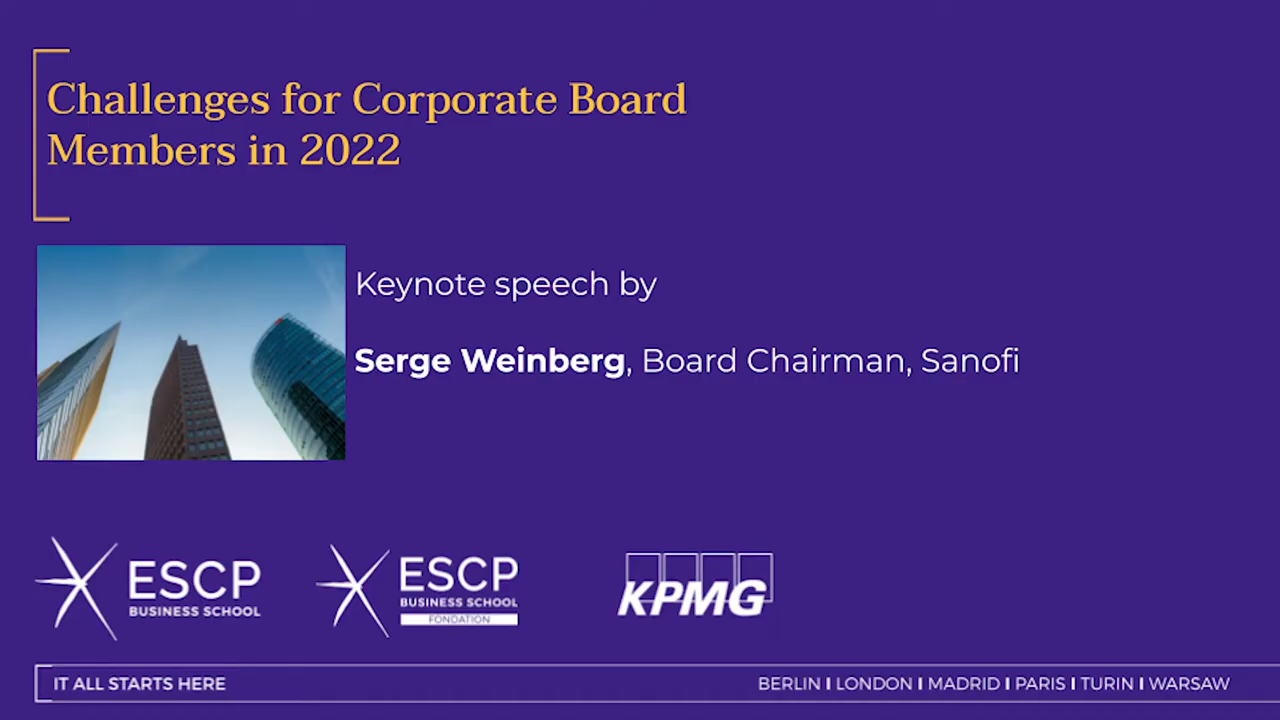 Challenges for Corporate Board
Members in 2022
Keynote speech by
Serge Weinberg, Board Chairman, Sanofi
ESCP
BUSINESS SCHOOL
ESCP
BUSINESS SCHOOL
FONDATION
KPMG
IT ALL STARTS HERE
BERLIN I LONDON I MADRID I PARIS I TURIN I WARSAW